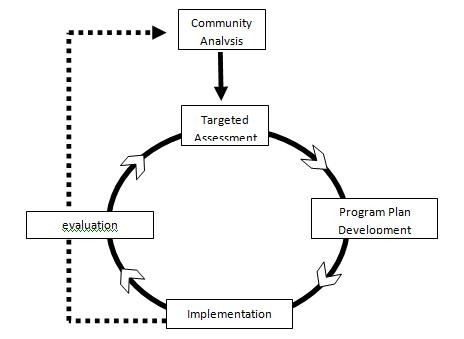 Community
Analysis
Targeted
Assessment
Program Plan
Development
evaluation
Implementation